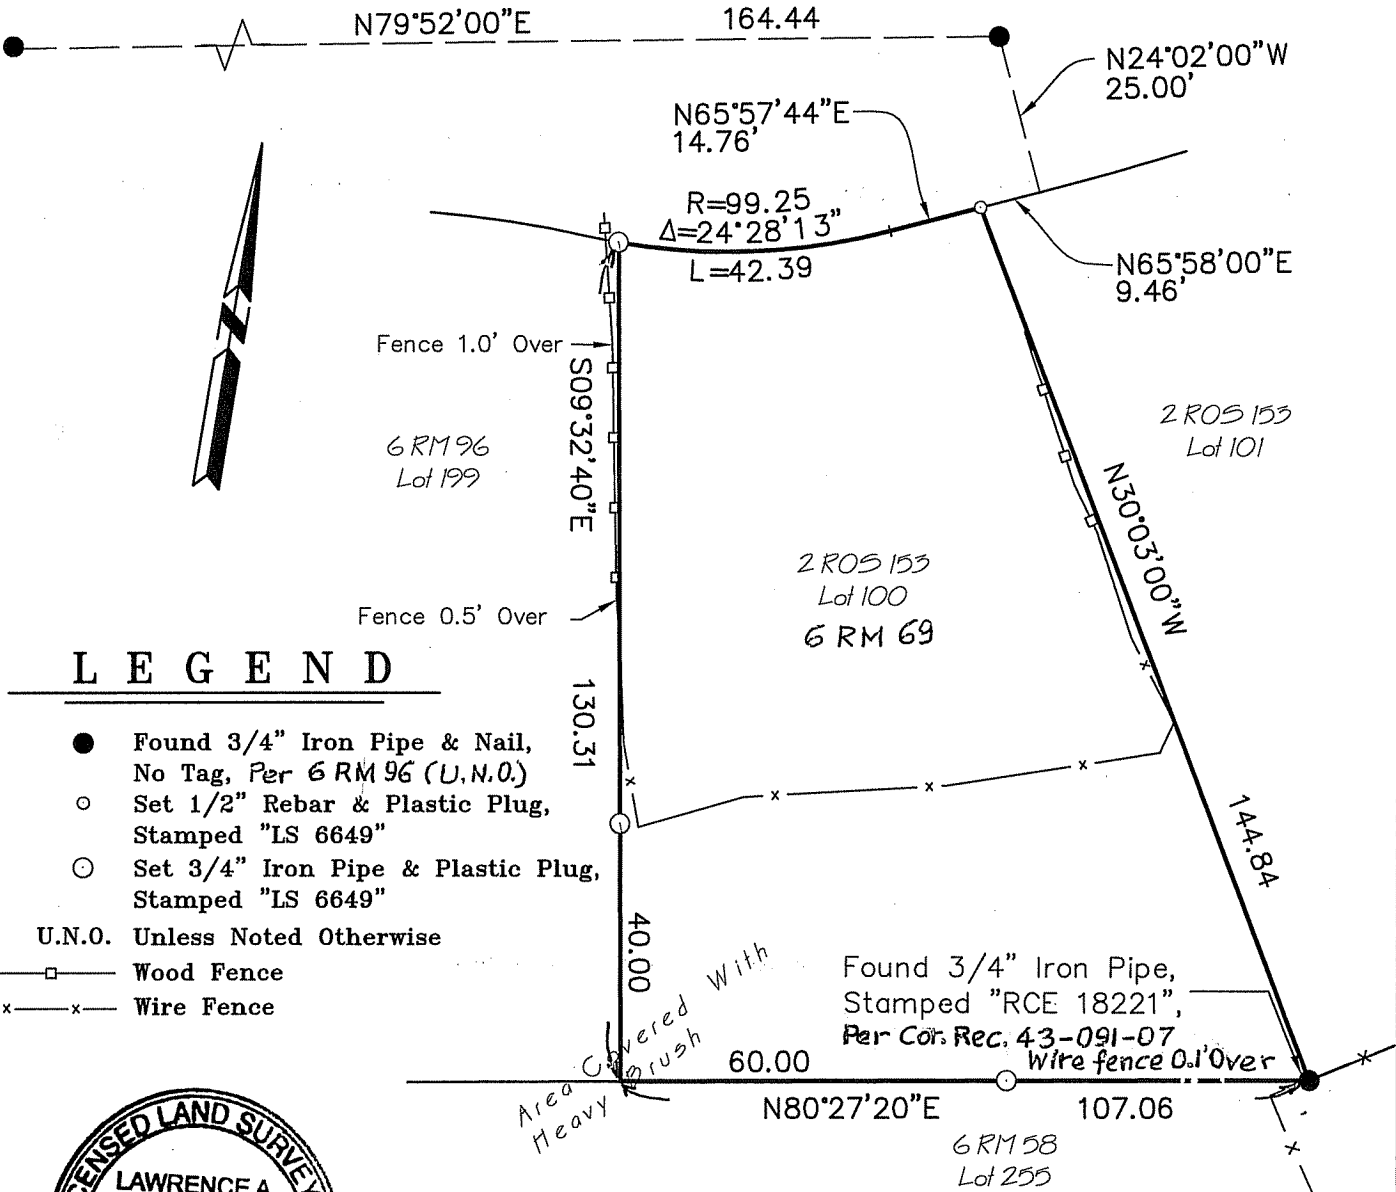 N79°52'00"E 164.44
N24°02'00"W
25.00'
N65°57'44"E
14.76'
R=99.25
Δ=24°28'13"
L=42.39
N65°58'00"E
9.46'
Fence 1.0' Over
S09°32'40"E
6 RM 96
Lot 199
2 ROS 153
Lot 101
N30°03'00"W
2 ROS 153
Lot 100
6 RM 69
Fence 0.5' Over
130.31
144.84
LEGEND
Found 3/4" Iron Pipe & Nail,
No Tag, Per 6 RM 96 (U.N.O.)
Set 1/2" Rebar & Plastic Plug,
Stamped "LS 6649"
Set 3/4" Iron Pipe & Plastic Plug,
Stamped "LS 6649"
U.N.O. Unless Noted Otherwise
Wood Fence
x x Wire Fence
40.00
Area Covered With
Heavy Brush
Found 3/4" Iron Pipe,
Stamped "RCE 18221",
Per Cor. Rec. 43-091-07
Wire fence 0.1' Over
60.00
N80°27'20"E 107.06
6 RM 58
Lot 255
LAND SURVEY
LAWRENCE A.